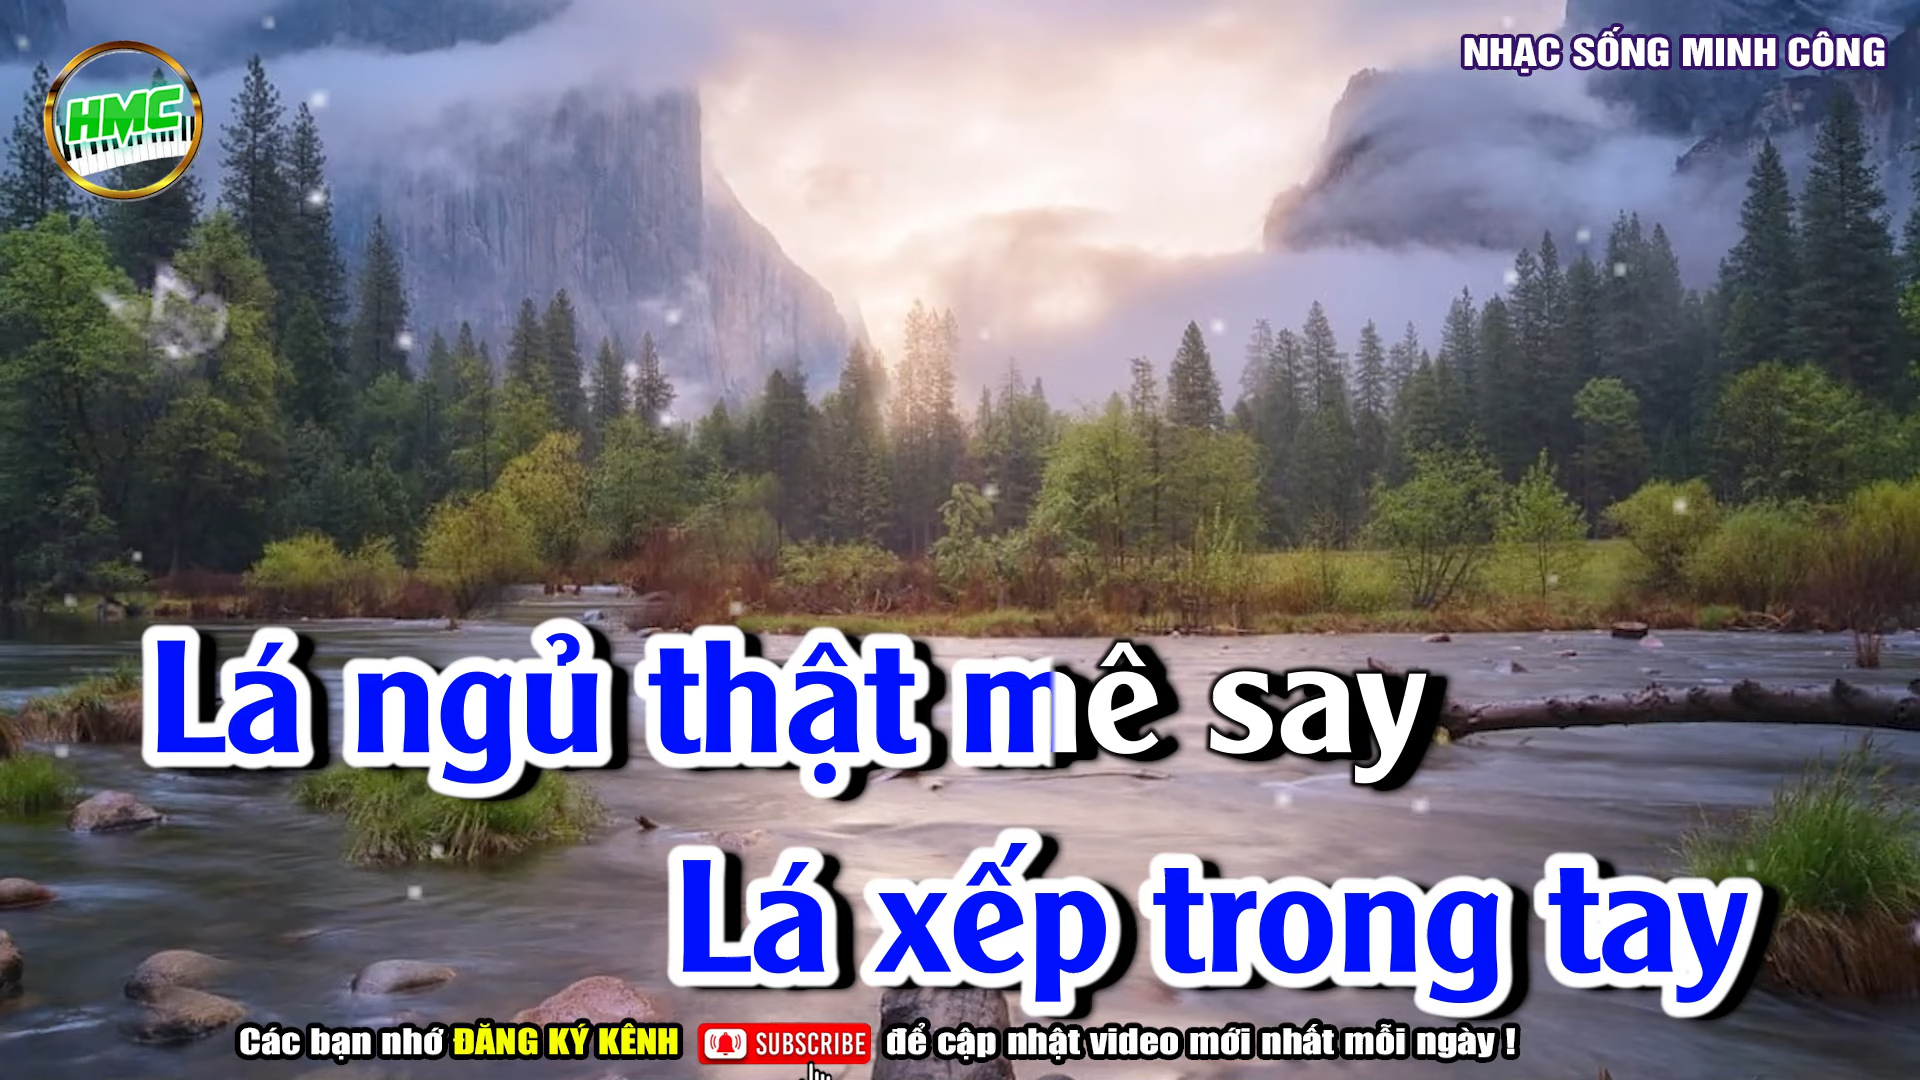 NHẠC SỐNG MINH CÔNG
HMC
Lá ngủ thật mê say
Lá xếp trong tay
Các bạn nhớ ĐĂNG KÝ KÊNH SUBSCRIBE để cập nhật video mới nhất mỗi ngày !